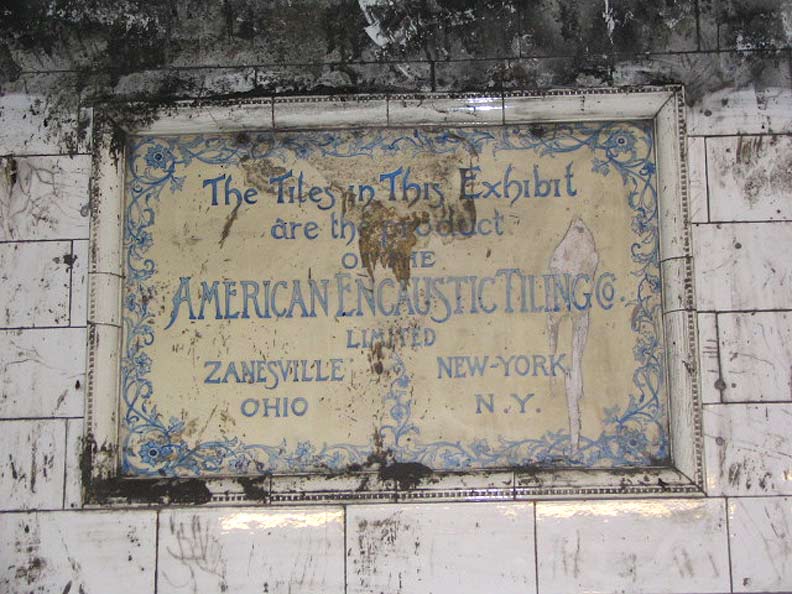 The Tiles in This Exhibit
are the product
OF THE
AMERICAN ENCAUSTIC TILING CO.
LIMITED
ZANESVILLE NEW-YORK
OHIO N.Y.